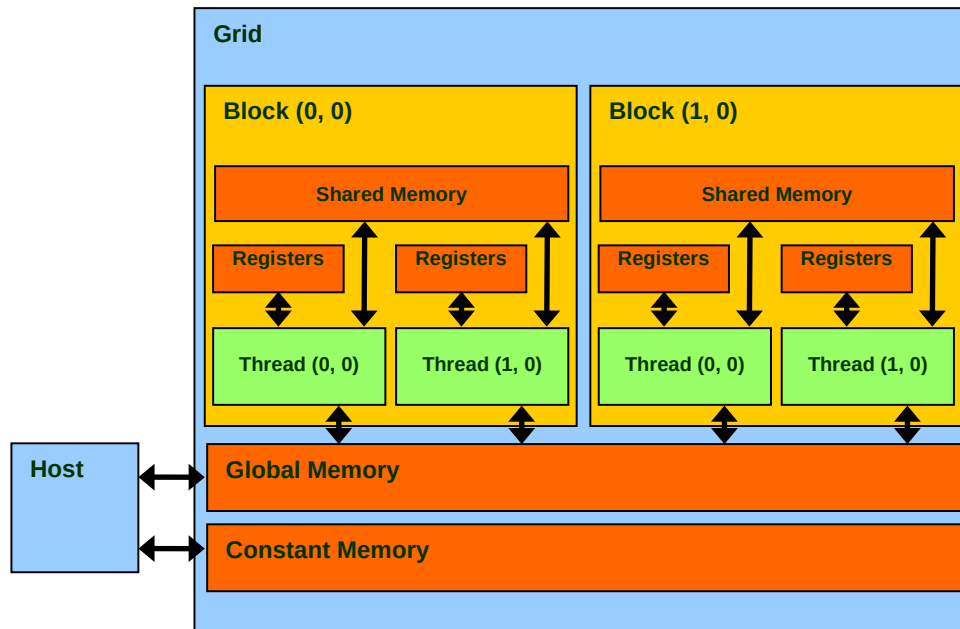 Grid
Block (0, 0)
Block (1, 0)
Shared Memory
Shared Memory
Registers
Registers
Registers
Registers
Thread (0, 0)
Thread (1, 0)
Thread (0, 0)
Thread (1, 0)
Host
Global Memory
Constant Memory